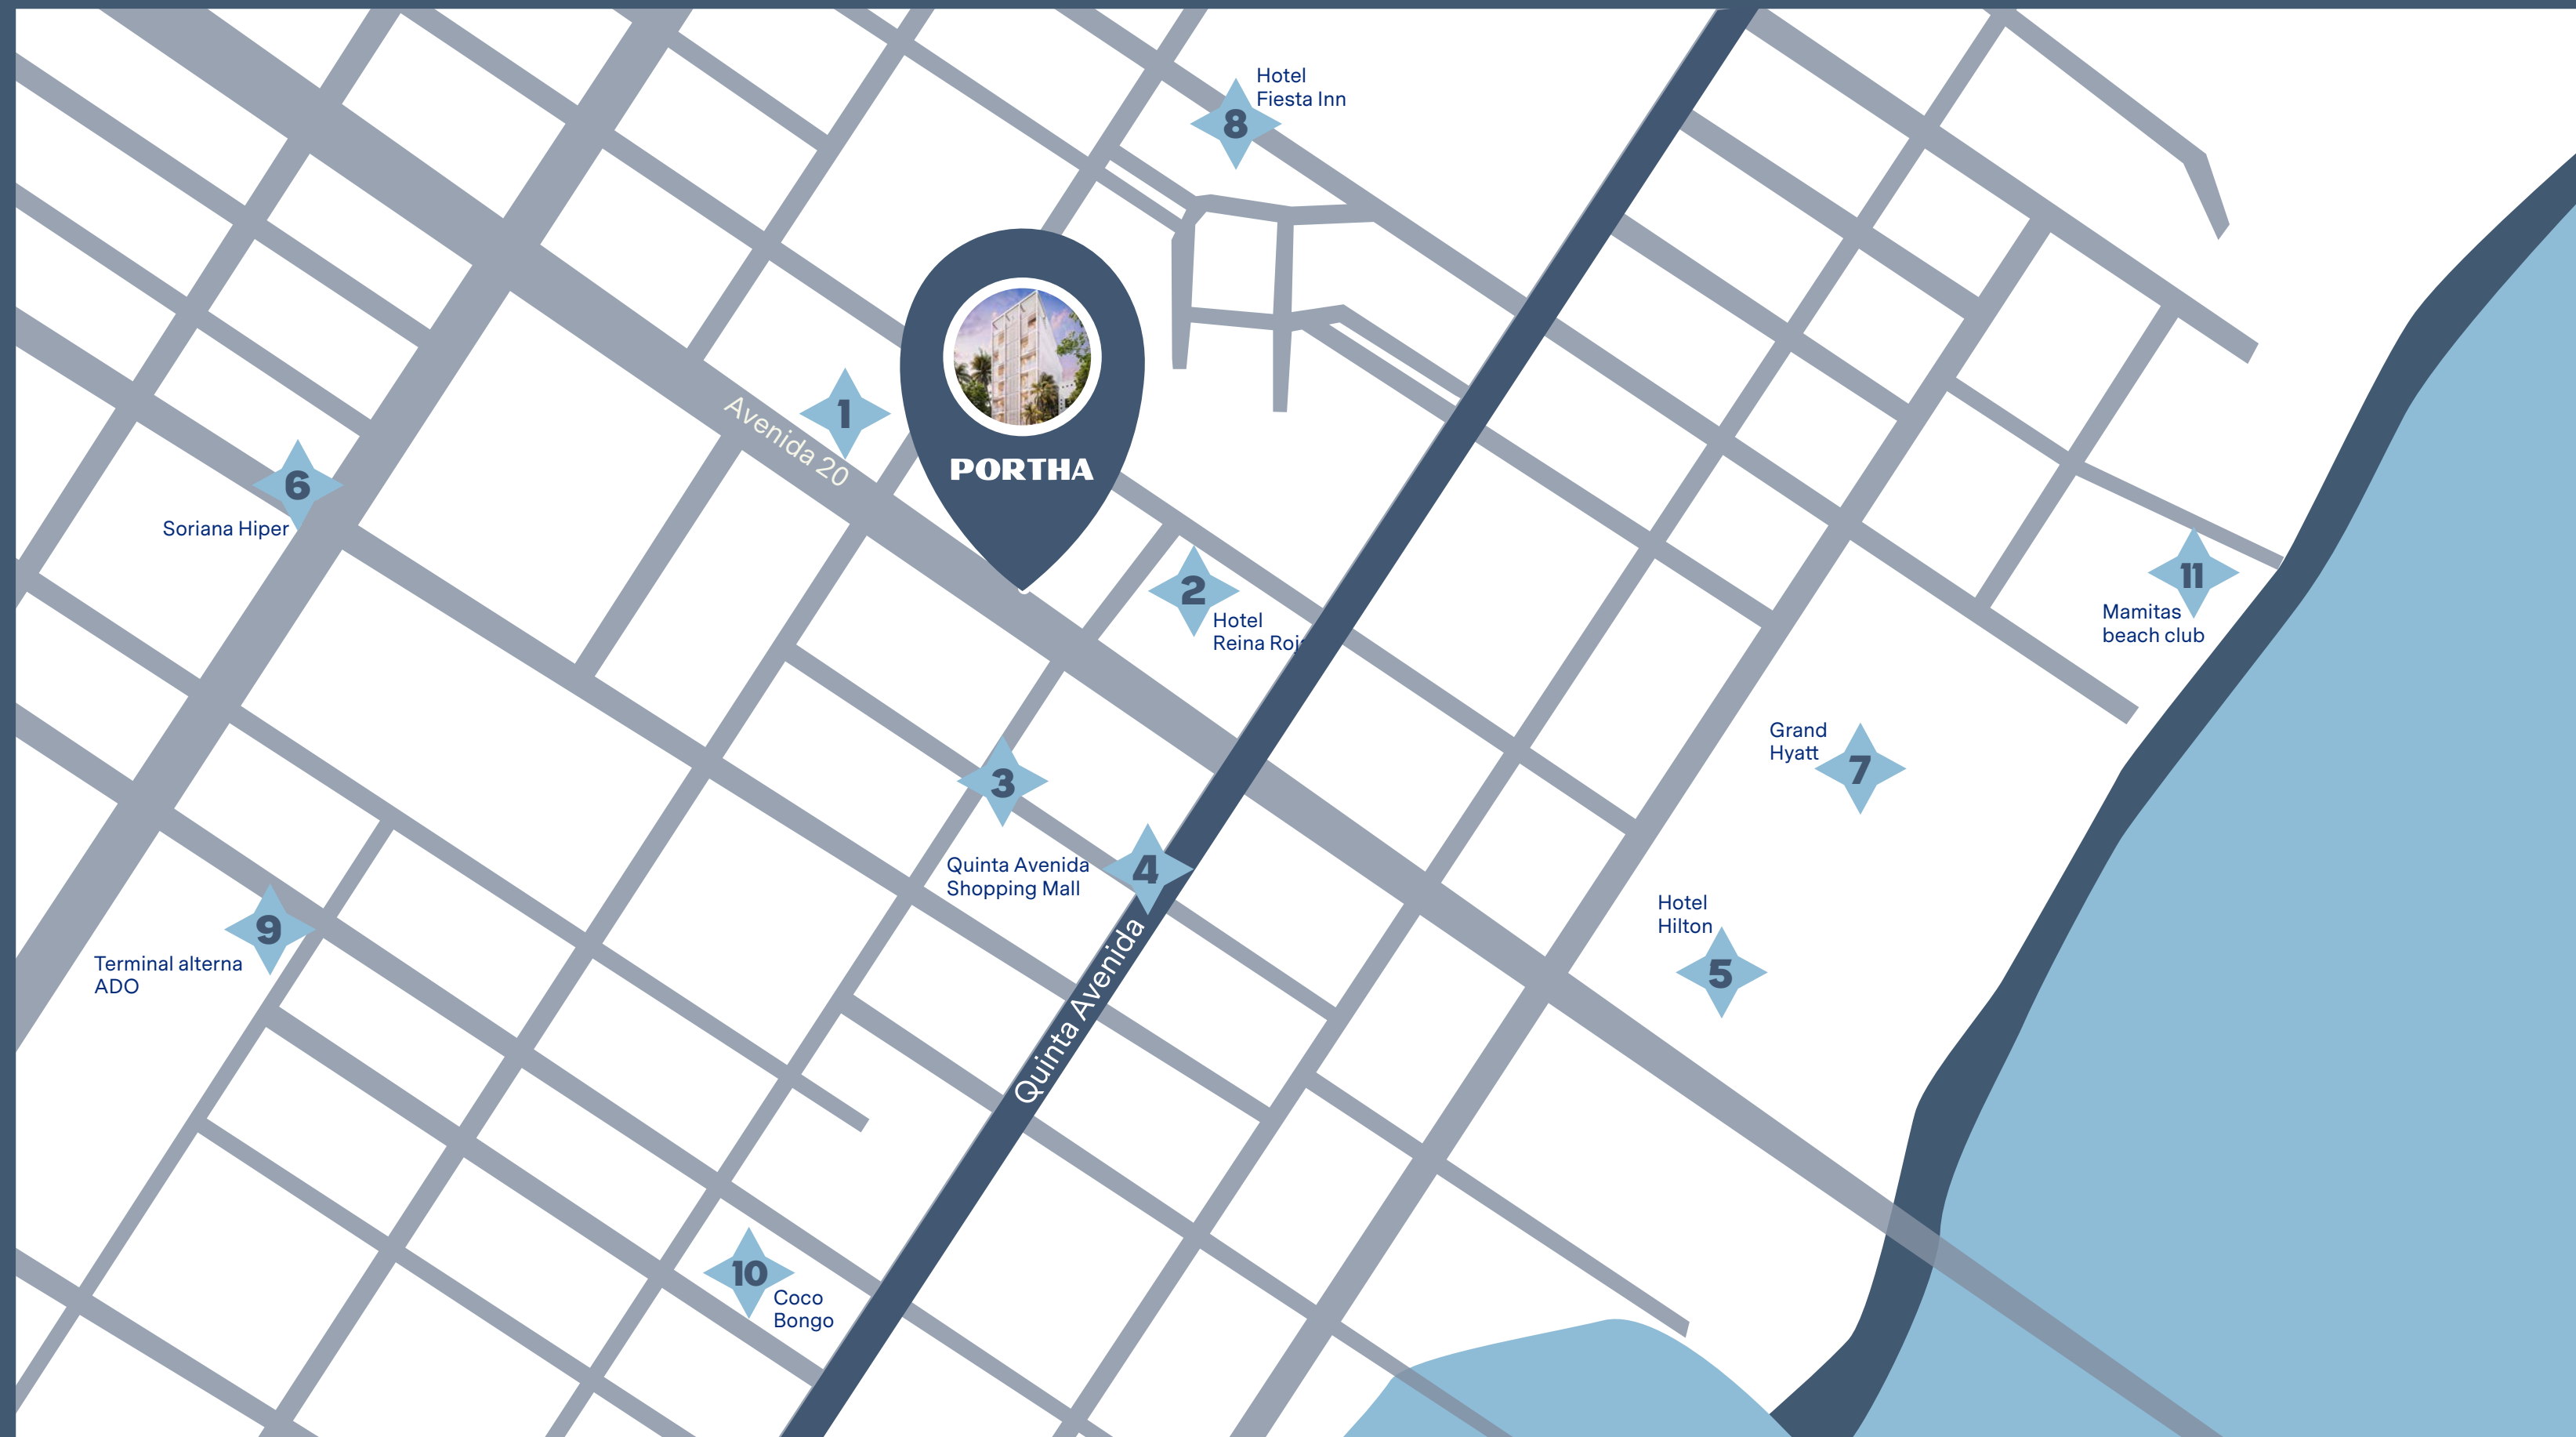 Hotel
Fiesta Inn
8
1
Avenida 20
PORTHA
6
Soriana Hiper
2
Hotel
Reina Roj
11
Mamitas
beach club
Grand
Hyatt
7
3
Quinta Avenida
Shopping Mall
4
Hotel
Hilton
5
9
Terminal alterna
ADO
Quinta Avenida
10
Coco
Bongo